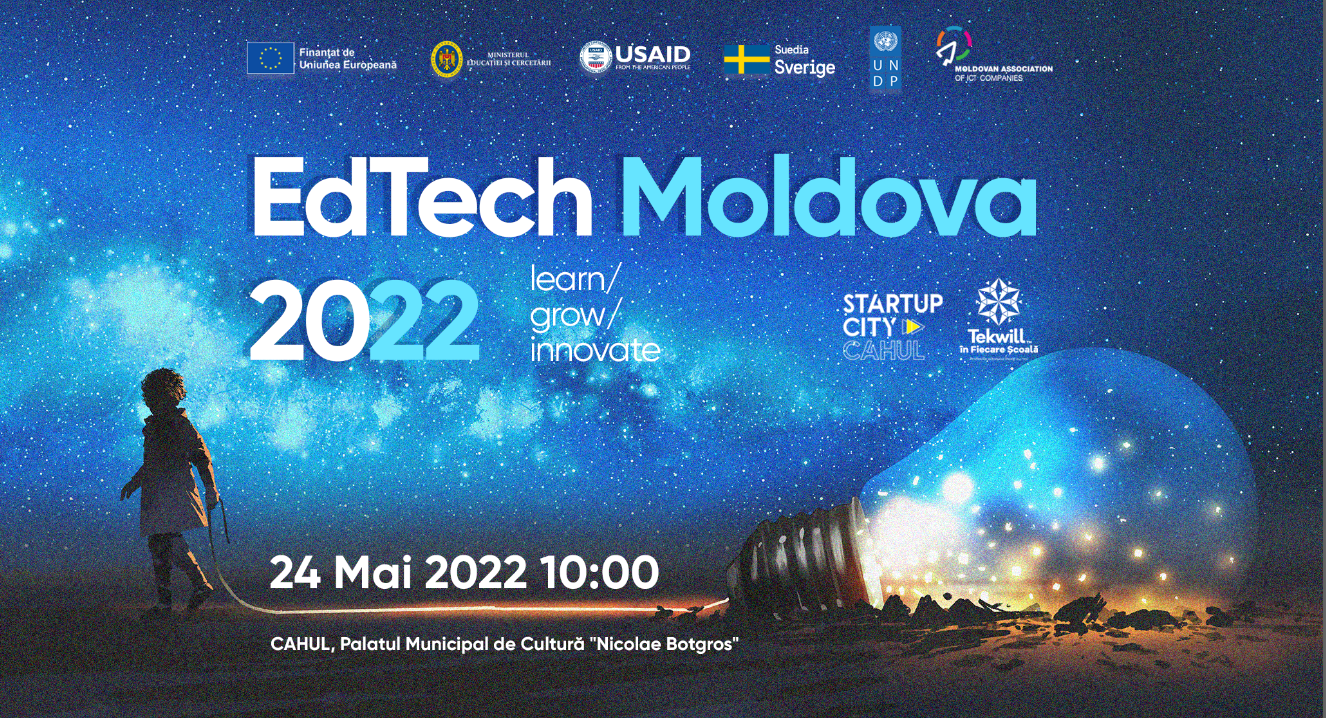 Finanțat de
Uniunea Europeană
MINISTERUL
EDUCAȚIEI ȘI CERCETĂRII
USAID
USAID
FROM THE AMERICAN PEOPLE
Suedia
Sverige
U N
D P
MOLDOVAN ASSOCIATION
OF ICT COMPANIES
EdTech Moldova
2022
learn/
grow/
innovate
STARTUP
CITY
CAHUL
Tekwill
în Fiecare Școală
24 Mai 2022 10:00
CAHUL, Palatul Municipal de Cultură "Nicolae Botgros"